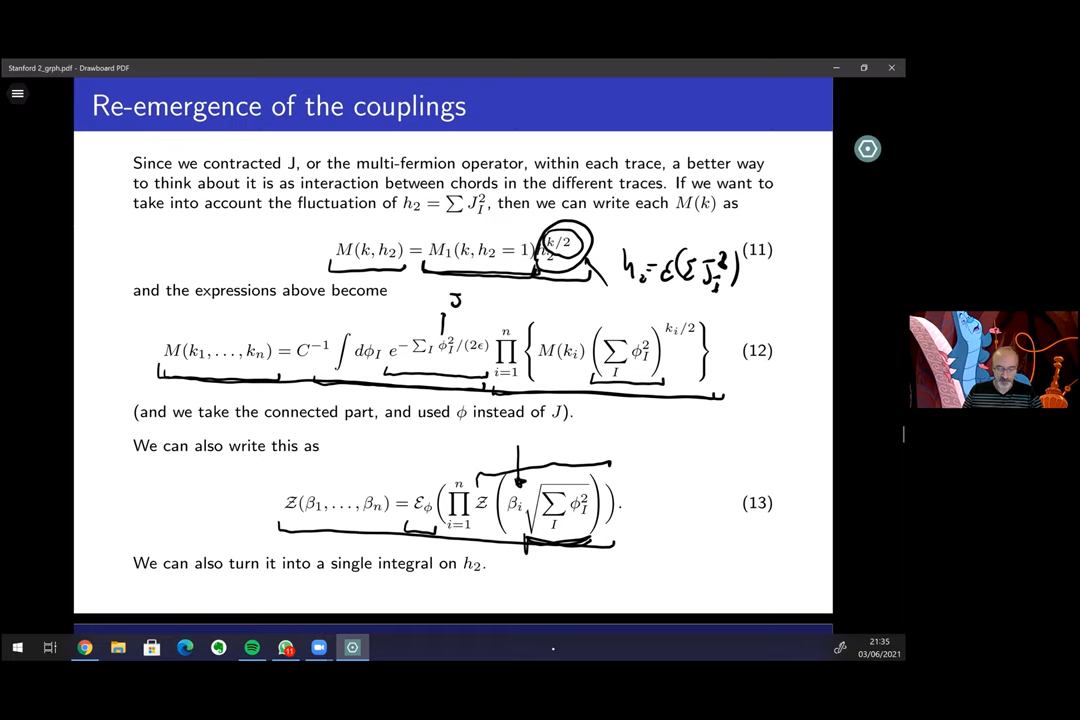 Stanford 2_grph.pdf - Drawboard PDF
Re-emergence of the couplings
Since we contracted J, or the multi-fermion operator, within each trace, a better way
to think about it is as interaction between chords in the different traces. If we want to
take into account the fluctuation of h₂ = ∑ J_I², then we can write each M(k) as
M(k, h₂) = M₁(k, h₂ = 1)h₂^{k/2} (11)
h₂ = ε(∑ J_I²)
and the expressions above become
J
M(k₁, . . . , kₙ) = C⁻¹ ∫ dϕ_I e^{−∑_I ϕ_I²/(2ϵ)} ∏_{i=1}^{n} { M(k_i) (∑_I ϕ_I²)^{k_i/2} } (12)
(and we take the connected part, and used ϕ instead of J).
We can also write this as
𝒵(β₁, . . . , βₙ) = ℰ_ϕ(∏_{i=1}^{n} 𝒵(β_i √(∑_I ϕ_I²))). (13)
We can also turn it into a single integral on h₂.
11
21:35
03/06/2021